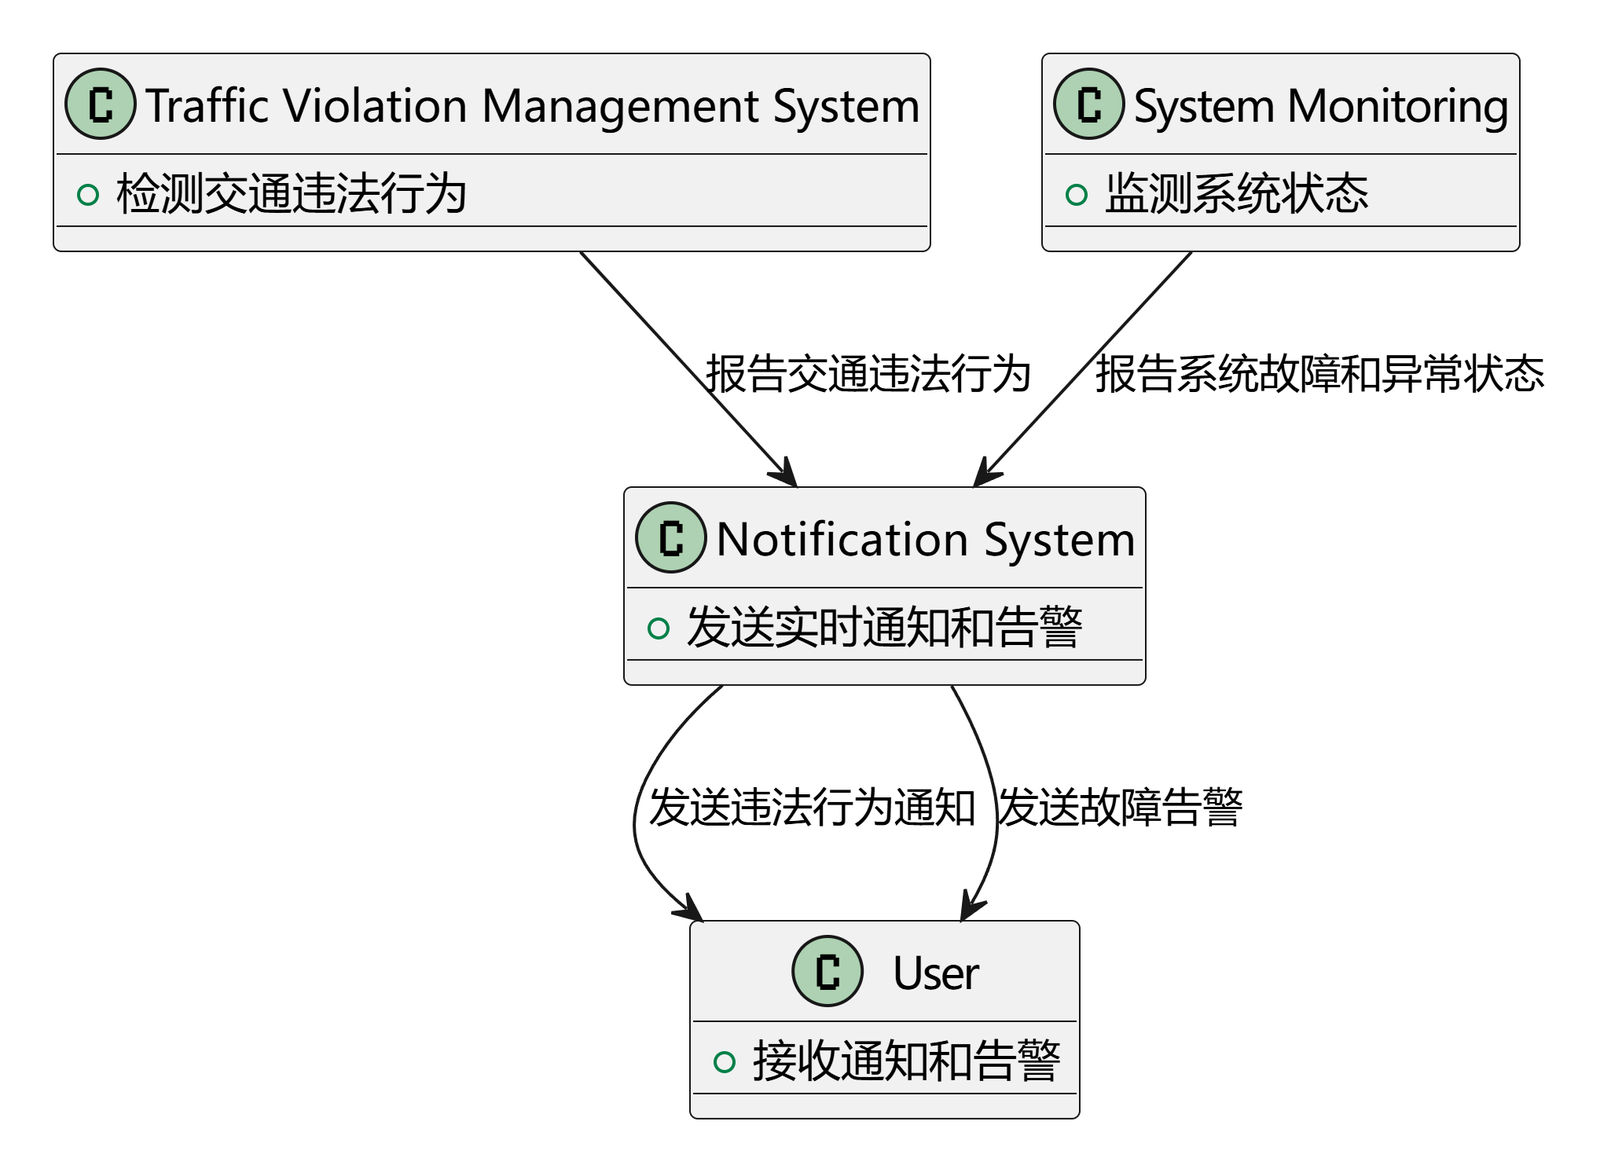 C Traffic Violation Management System
检测交通违法行为
C System Monitoring
监测系统状态
报告交通违法行为
报告系统故障和异常状态
C Notification System
发送实时通知和告警
发送违法行为通知
发送故障告警
C User
接收通知和告警